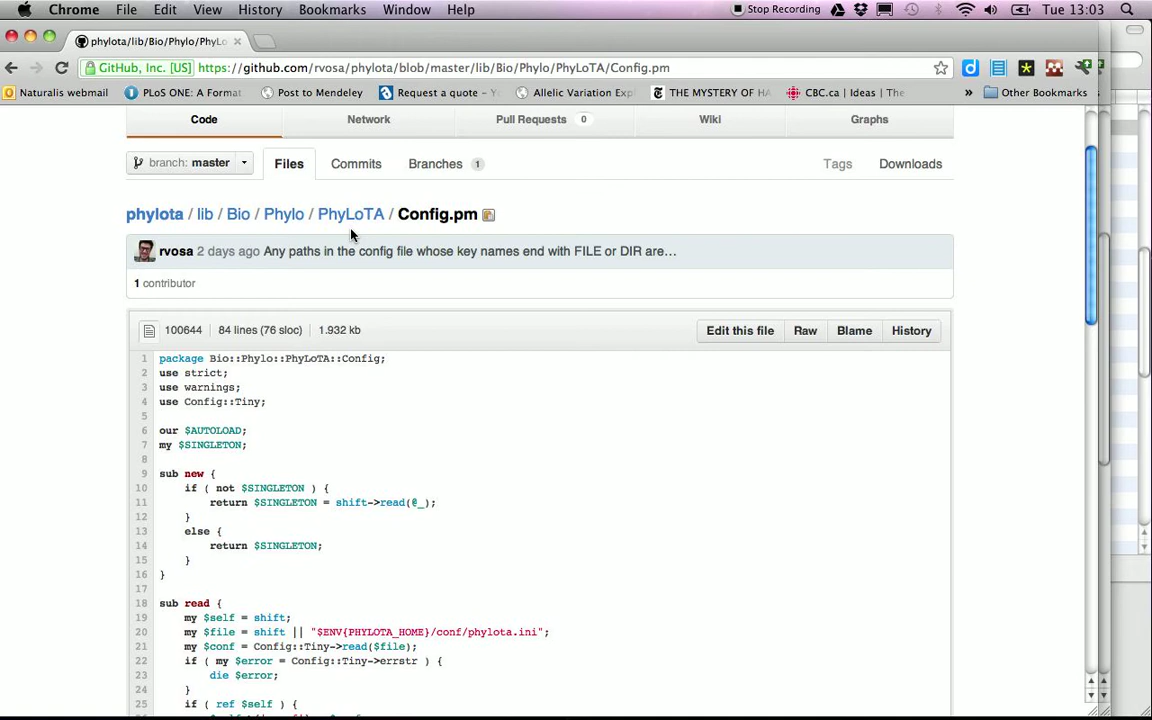 Chrome File Edit View History Bookmarks Window Help Stop Recording Tue 13:03
phylota/lib/Bio/Phylo/PhyLo
GitHub, Inc. [US] https://github.com/rvosa/phylota/blob/master/lib/Bio/Phylo/PhyLoTA/Config.pm
Naturalis webmail PLoS ONE: A Format Post to Mendeley Request a quote – Yo Allelic Variation Expl THE MYSTERY OF HA CBC.ca | Ideas | The » Other Bookmarks
Code Network Pull Requests 0 Wiki Graphs
branch: master Files Commits Branches 1 Tags Downloads
phylota / lib / Bio / Phylo / PhyLoTA / Config.pm
rvosa 2 days ago Any paths in the config file whose key names end with FILE or DIR are…
1 contributor
100644 84 lines (76 sloc) 1.932 kb Edit this file Raw Blame History
1 package Bio::Phylo::PhyLoTA::Config;
2 use strict;
3 use warnings;
4 use Config::Tiny;
5
6 our $AUTOLOAD;
7 my $SINGLETON;
8
9 sub new {
10 if ( not $SINGLETON ) {
11 return $SINGLETON = shift->read(@_);
12 }
13 else {
14 return $SINGLETON;
15 }
16 }
17
18 sub read {
19 my $self = shift;
20 my $file = shift || "$ENV{PHYLOTA_HOME}/conf/phylota.ini";
21 my $conf = Config::Tiny->read($file);
22 if ( my $error = Config::Tiny->errstr ) {
23 die $error;
24 }
25 if ( ref $self ) {